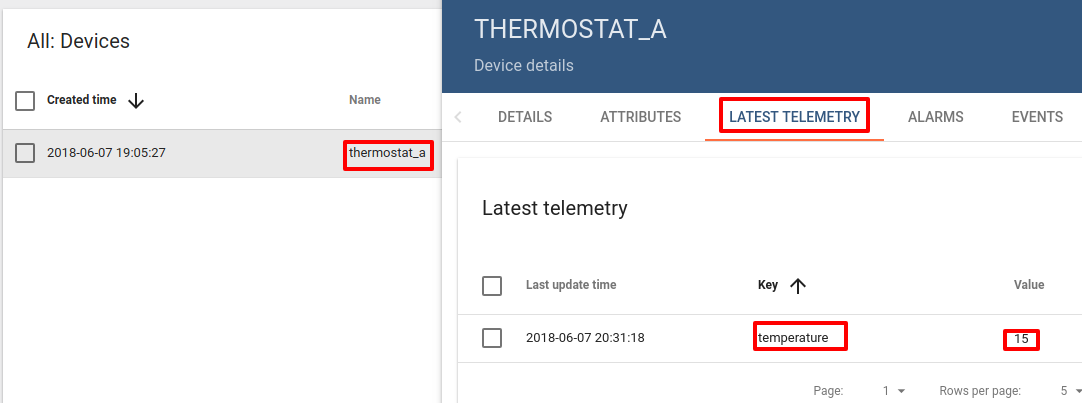 All: Devices
Created time Name
2018-06-07 19:05:27 thermostat_a
THERMOSTAT_A
Device details
DETAILS ATTRIBUTES LATEST TELEMETRY ALARMS EVENTS
Latest telemetry
Last update time Key Value
2018-06-07 20:31:18 temperature 15
Page: 1 Rows per page: 5